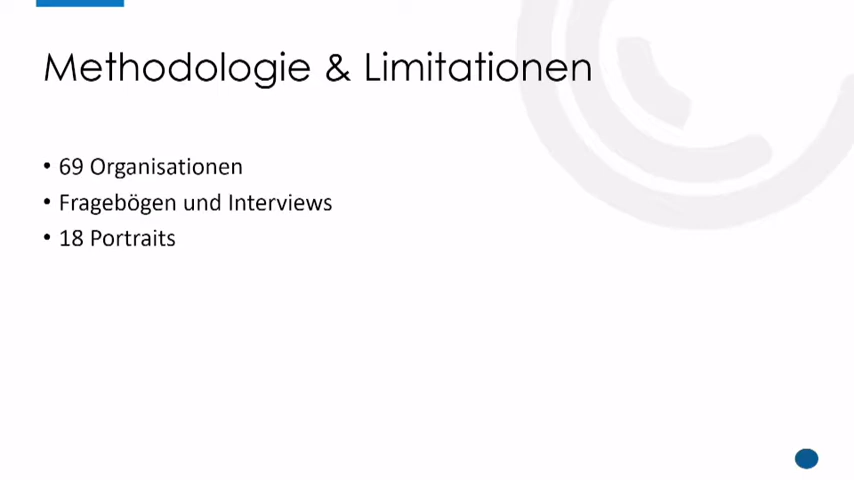 Methodologie & Limitationen
• 69 Organisationen
• Fragebögen und Interviews
• 18 Portraits